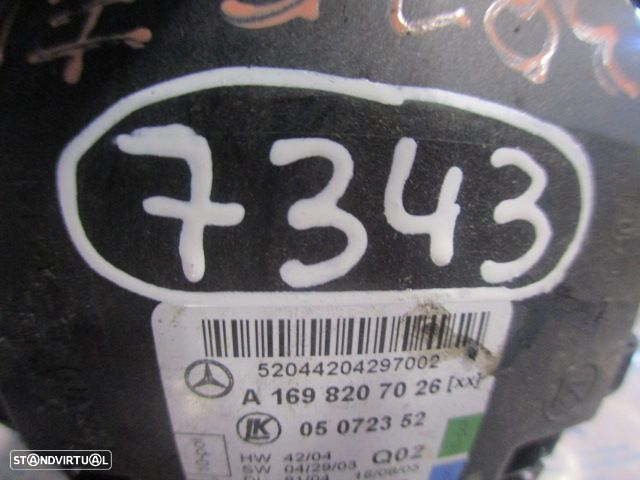 7343
52044204297002
A 169 820 70 26 [xx]
LK 05 0723 52
HW 42/04 Q02
SW 04/29/03
STANDVIRTUAL